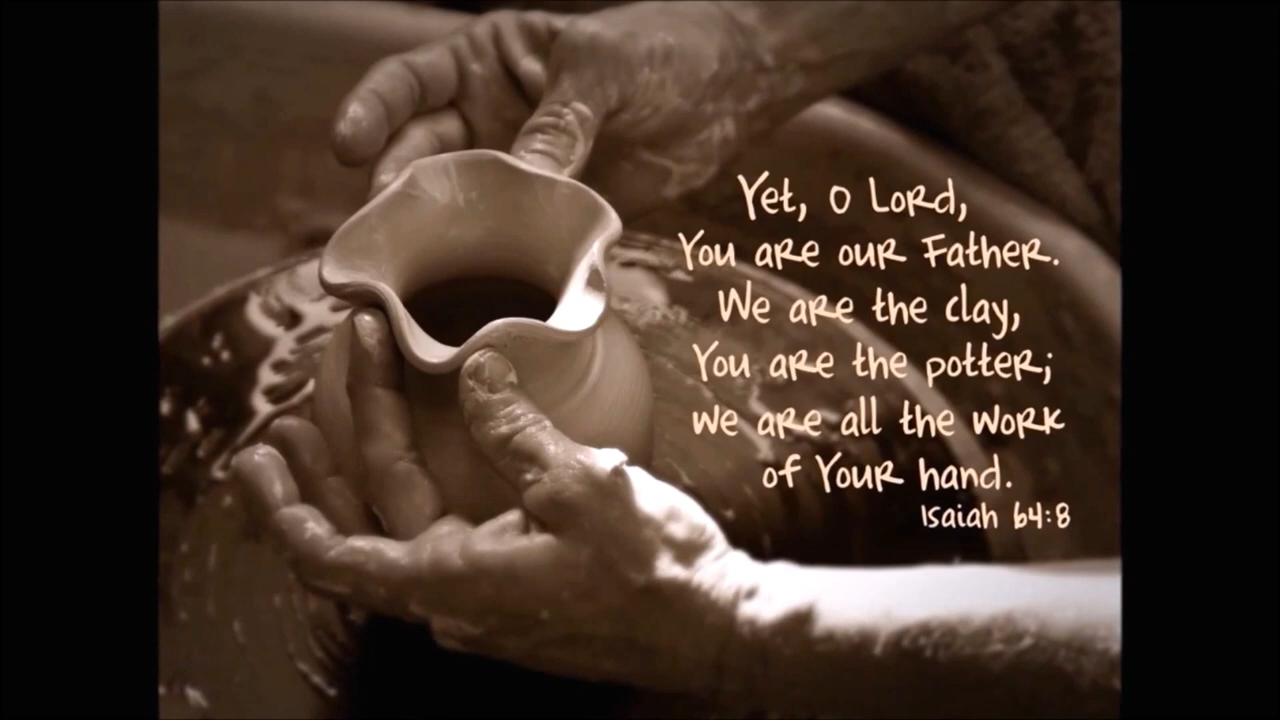 Yet, O Lord,
You are our Father.
We are the clay,
You are the potter;
we are all the work
of Your hand.
Isaiah 64:8